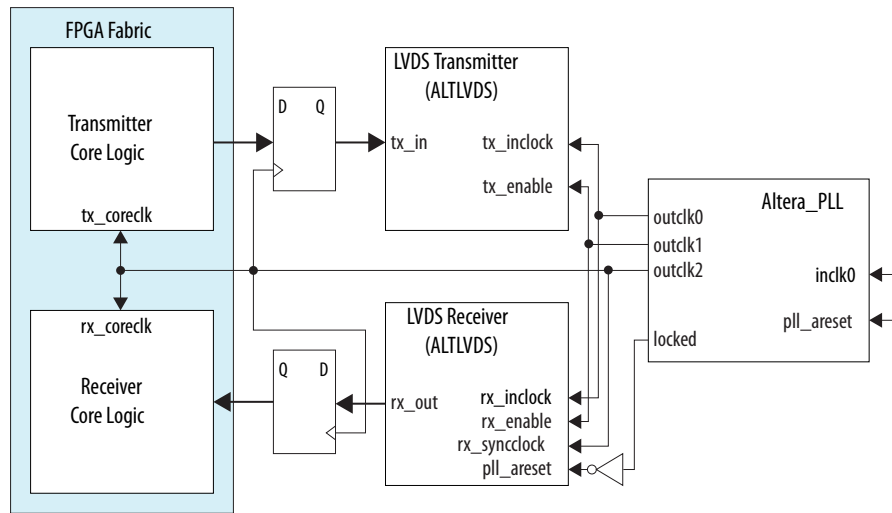 FPGA Fabric
Transmitter
Core Logic
tx_coreclk
D Q
LVDS Transmitter
(ALTLVDS)
tx_in
tx_inclock
tx_enable
Altera_PLL
outclk0
outclk1
outclk2
inclk0
pll_areset
locked
rx_coreclk
Receiver
Core Logic
Q D
LVDS Receiver
(ALTLVDS)
rx_out
rx_inclock
rx_enable
rx_syncclock
pll_areset